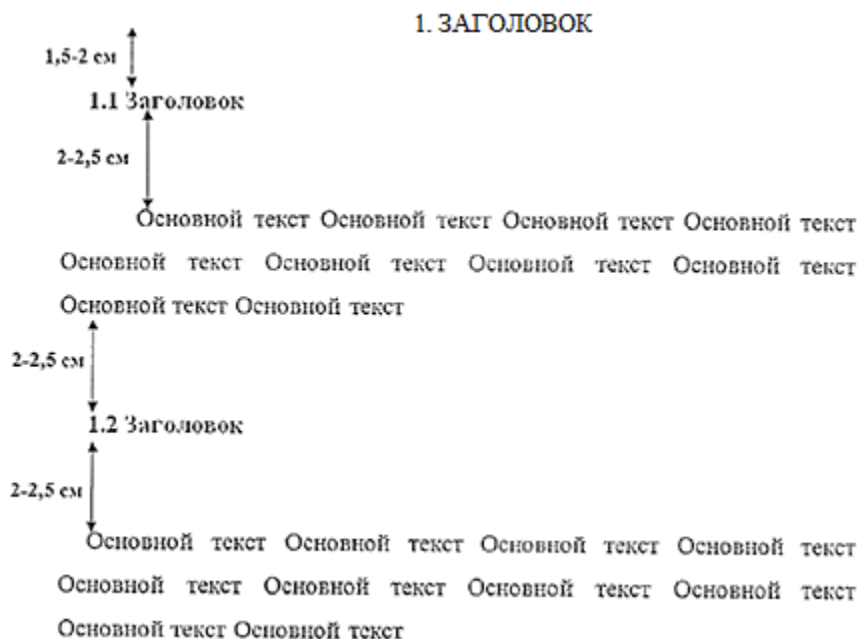 1. ЗАГОЛОВОК
1,5-2 см
1.1 Заголовок
2-2,5 см
Основной текст Основной текст Основной текст Основной текст
Основной текст Основной текст Основной текст Основной текст
Основной текст Основной текст
2-2,5 см
1.2 Заголовок
2-2,5 см
Основной текст Основной текст Основной текст Основной текст
Основной текст Основной текст Основной текст Основной текст
Основной текст Основной текст